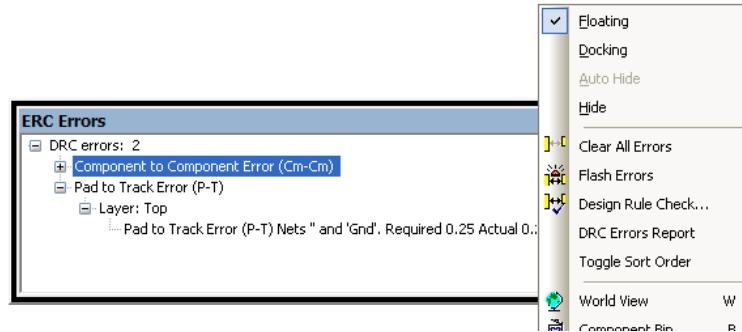 ERC Errors
DRC errors: 2
Component to Component Error (Cm-Cm)
Pad to Track Error (P-T)
Layer: Top
Pad to Track Error (P-T) Nets '' and 'Gnd'. Required 0.25 Actual 0.
Floating
Docking
Auto Hide
Hide
Clear All Errors
Flash Errors
Design Rule Check...
DRC Errors Report
Toggle Sort Order
World View W
Component Bin B